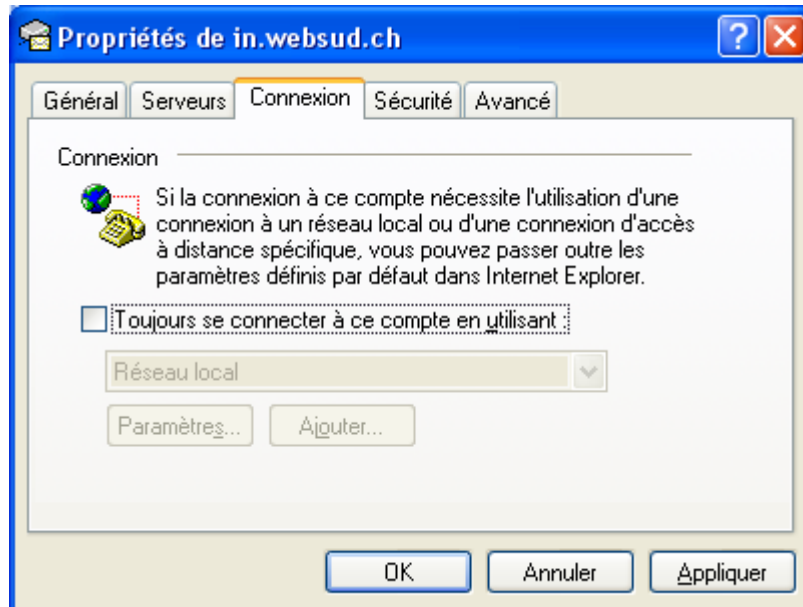 Propriétés de in.websud.ch
Général Serveurs Connexion Sécurité Avancé
Connexion
Si la connexion à ce compte nécessite l'utilisation d'une
connexion à un réseau local ou d'une connexion d'accès
à distance spécifique, vous pouvez passer outre les
paramètres définis par défaut dans Internet Explorer.
Toujours se connecter à ce compte en utilisant :
Réseau local
Paramètres... Ajouter...
OK Annuler Appliquer